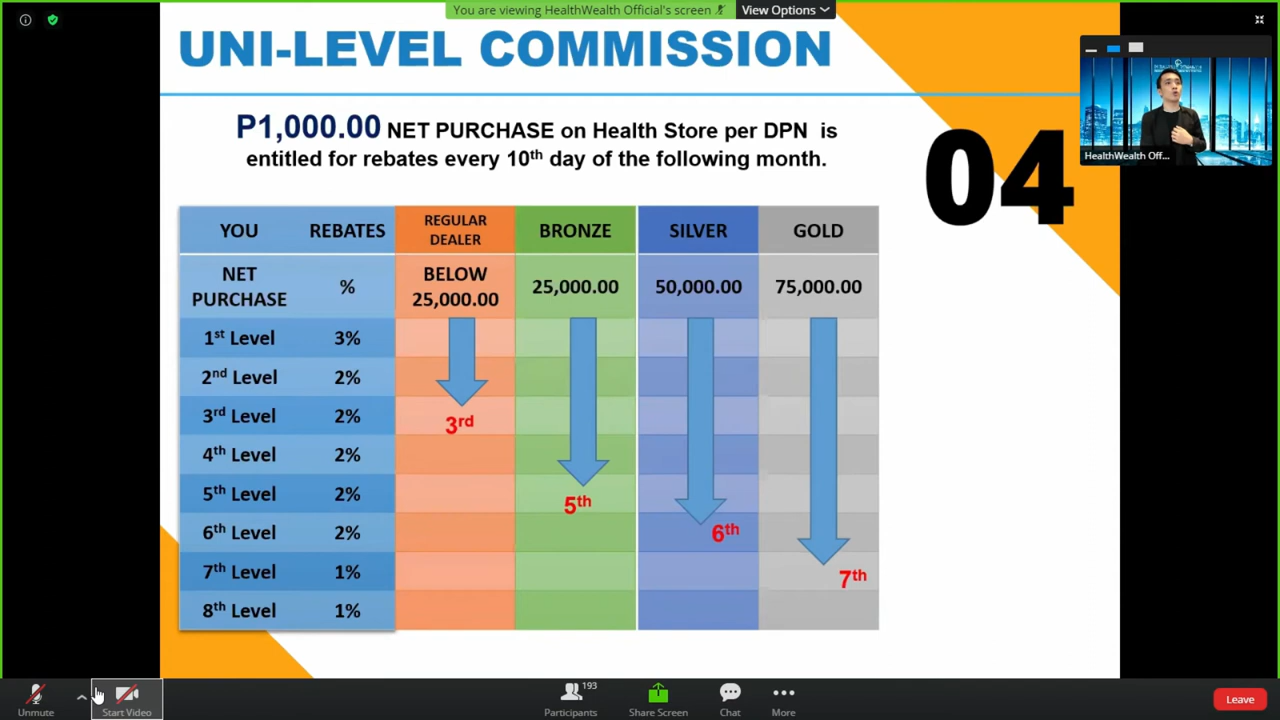 You are viewing HealthWealth Official's screen
View Options
UNI-LEVEL COMMISSION
P1,000.00 NET PURCHASE on Health Store per DPN is
entitled for rebates every 10th day of the following month.
04
HealthWealth Off...
YOU REBATES REGULAR DEALER BRONZE SILVER GOLD
NET PURCHASE % BELOW 25,000.00 25,000.00 50,000.00 75,000.00
1st Level 3%
2nd Level 2%
3rd Level 2% 3rd
4th Level 2%
5th Level 2% 5th
6th Level 2% 6th
7th Level 1% 7th
8th Level 1%
Unmute
Start Video
193
Participants
Share Screen
Chat
More
Leave